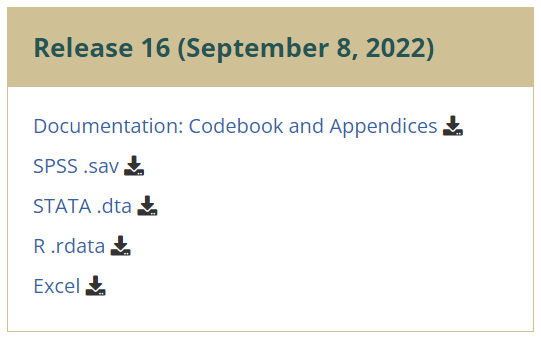 Release 16 (September 8, 2022)
Documentation: Codebook and Appendices
SPSS .sav
STATA .dta
R .rdata
Excel